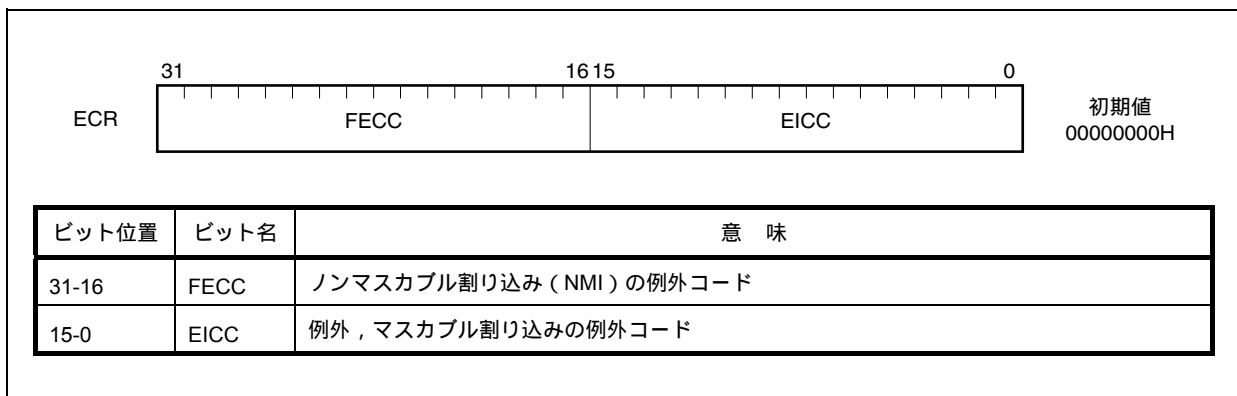 31 16 15 0
ECR FECC EICC 初期値
00000000H
ビット位置 ビット名 意 味
31-16 FECC ノンマスカブル割り込み(NMI)の例外コード
15-0 EICC 例外,マスカブル割り込みの例外コード